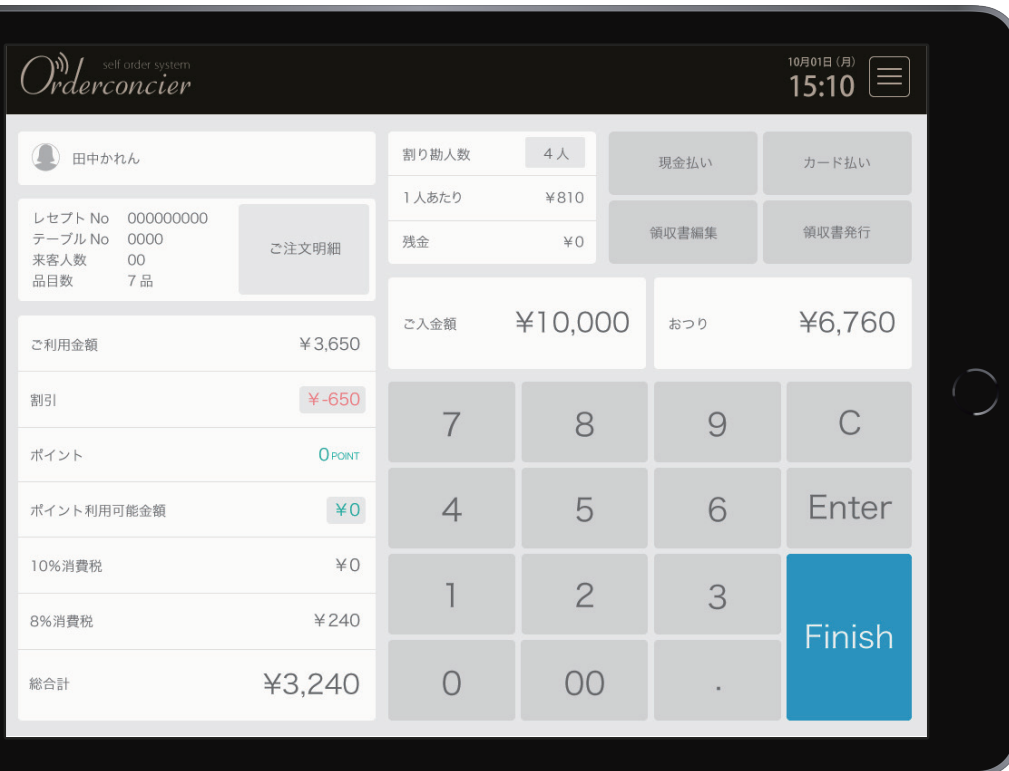 self order system
Orderconcier
10月01日(月)
15:10
田中かれん
レセプト No 000000000
テーブル No 0000
来客人数 00
品目数 7 品
ご注文明細
ご利用金額 ¥3,650
割引 ¥-650
ポイント 0 POINT
ポイント利用可能金額 ¥0
10%消費税 ¥0
8%消費税 ¥240
総合計 ¥3,240
割り勘人数 4人
1人あたり ¥810
残金 ¥0
現金払い カード払い
領収書編集 領収書発行
ご入金額 ¥10,000
おつり ¥6,760
7 8 9 C
4 5 6 Enter
1 2 3
Finish
0 00 .